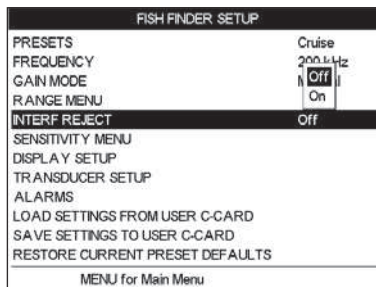 FISH FINDER SETUP
PRESETS Cruise
FREQUENCY 200 kHz
GAIN MODE
RANGE MENU
Off
On
INTERF REJECT Off
SENSITIVITY MENU
DISPLAY SETUP
TRANSDUCER SETUP
ALARMS
LOAD SETTINGS FROM USER C-CARD
SAVE SETTINGS TO USER C-CARD
RESTORE CURRENT PRESET DEFAULTS
MENU for Main Menu